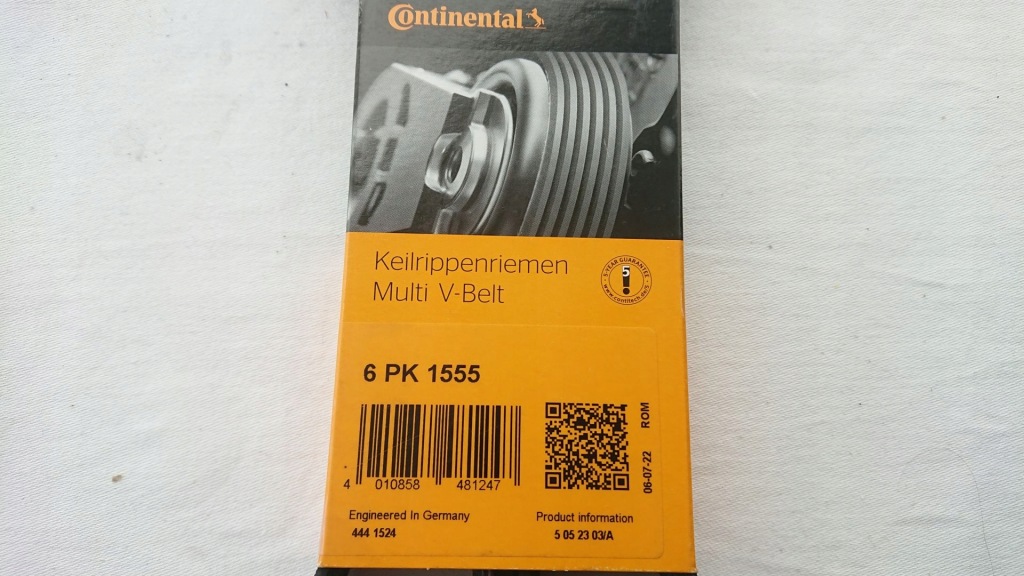 Continental
Keilrippenriemen
Multi V-Belt
5-YEAR GUARANTEE
5
www.contitech.de/5
6 PK 1555
4 010858 481247
06-07-22 ROM
Engineered In Germany
444 1524
Product information
5 05 23 03/A